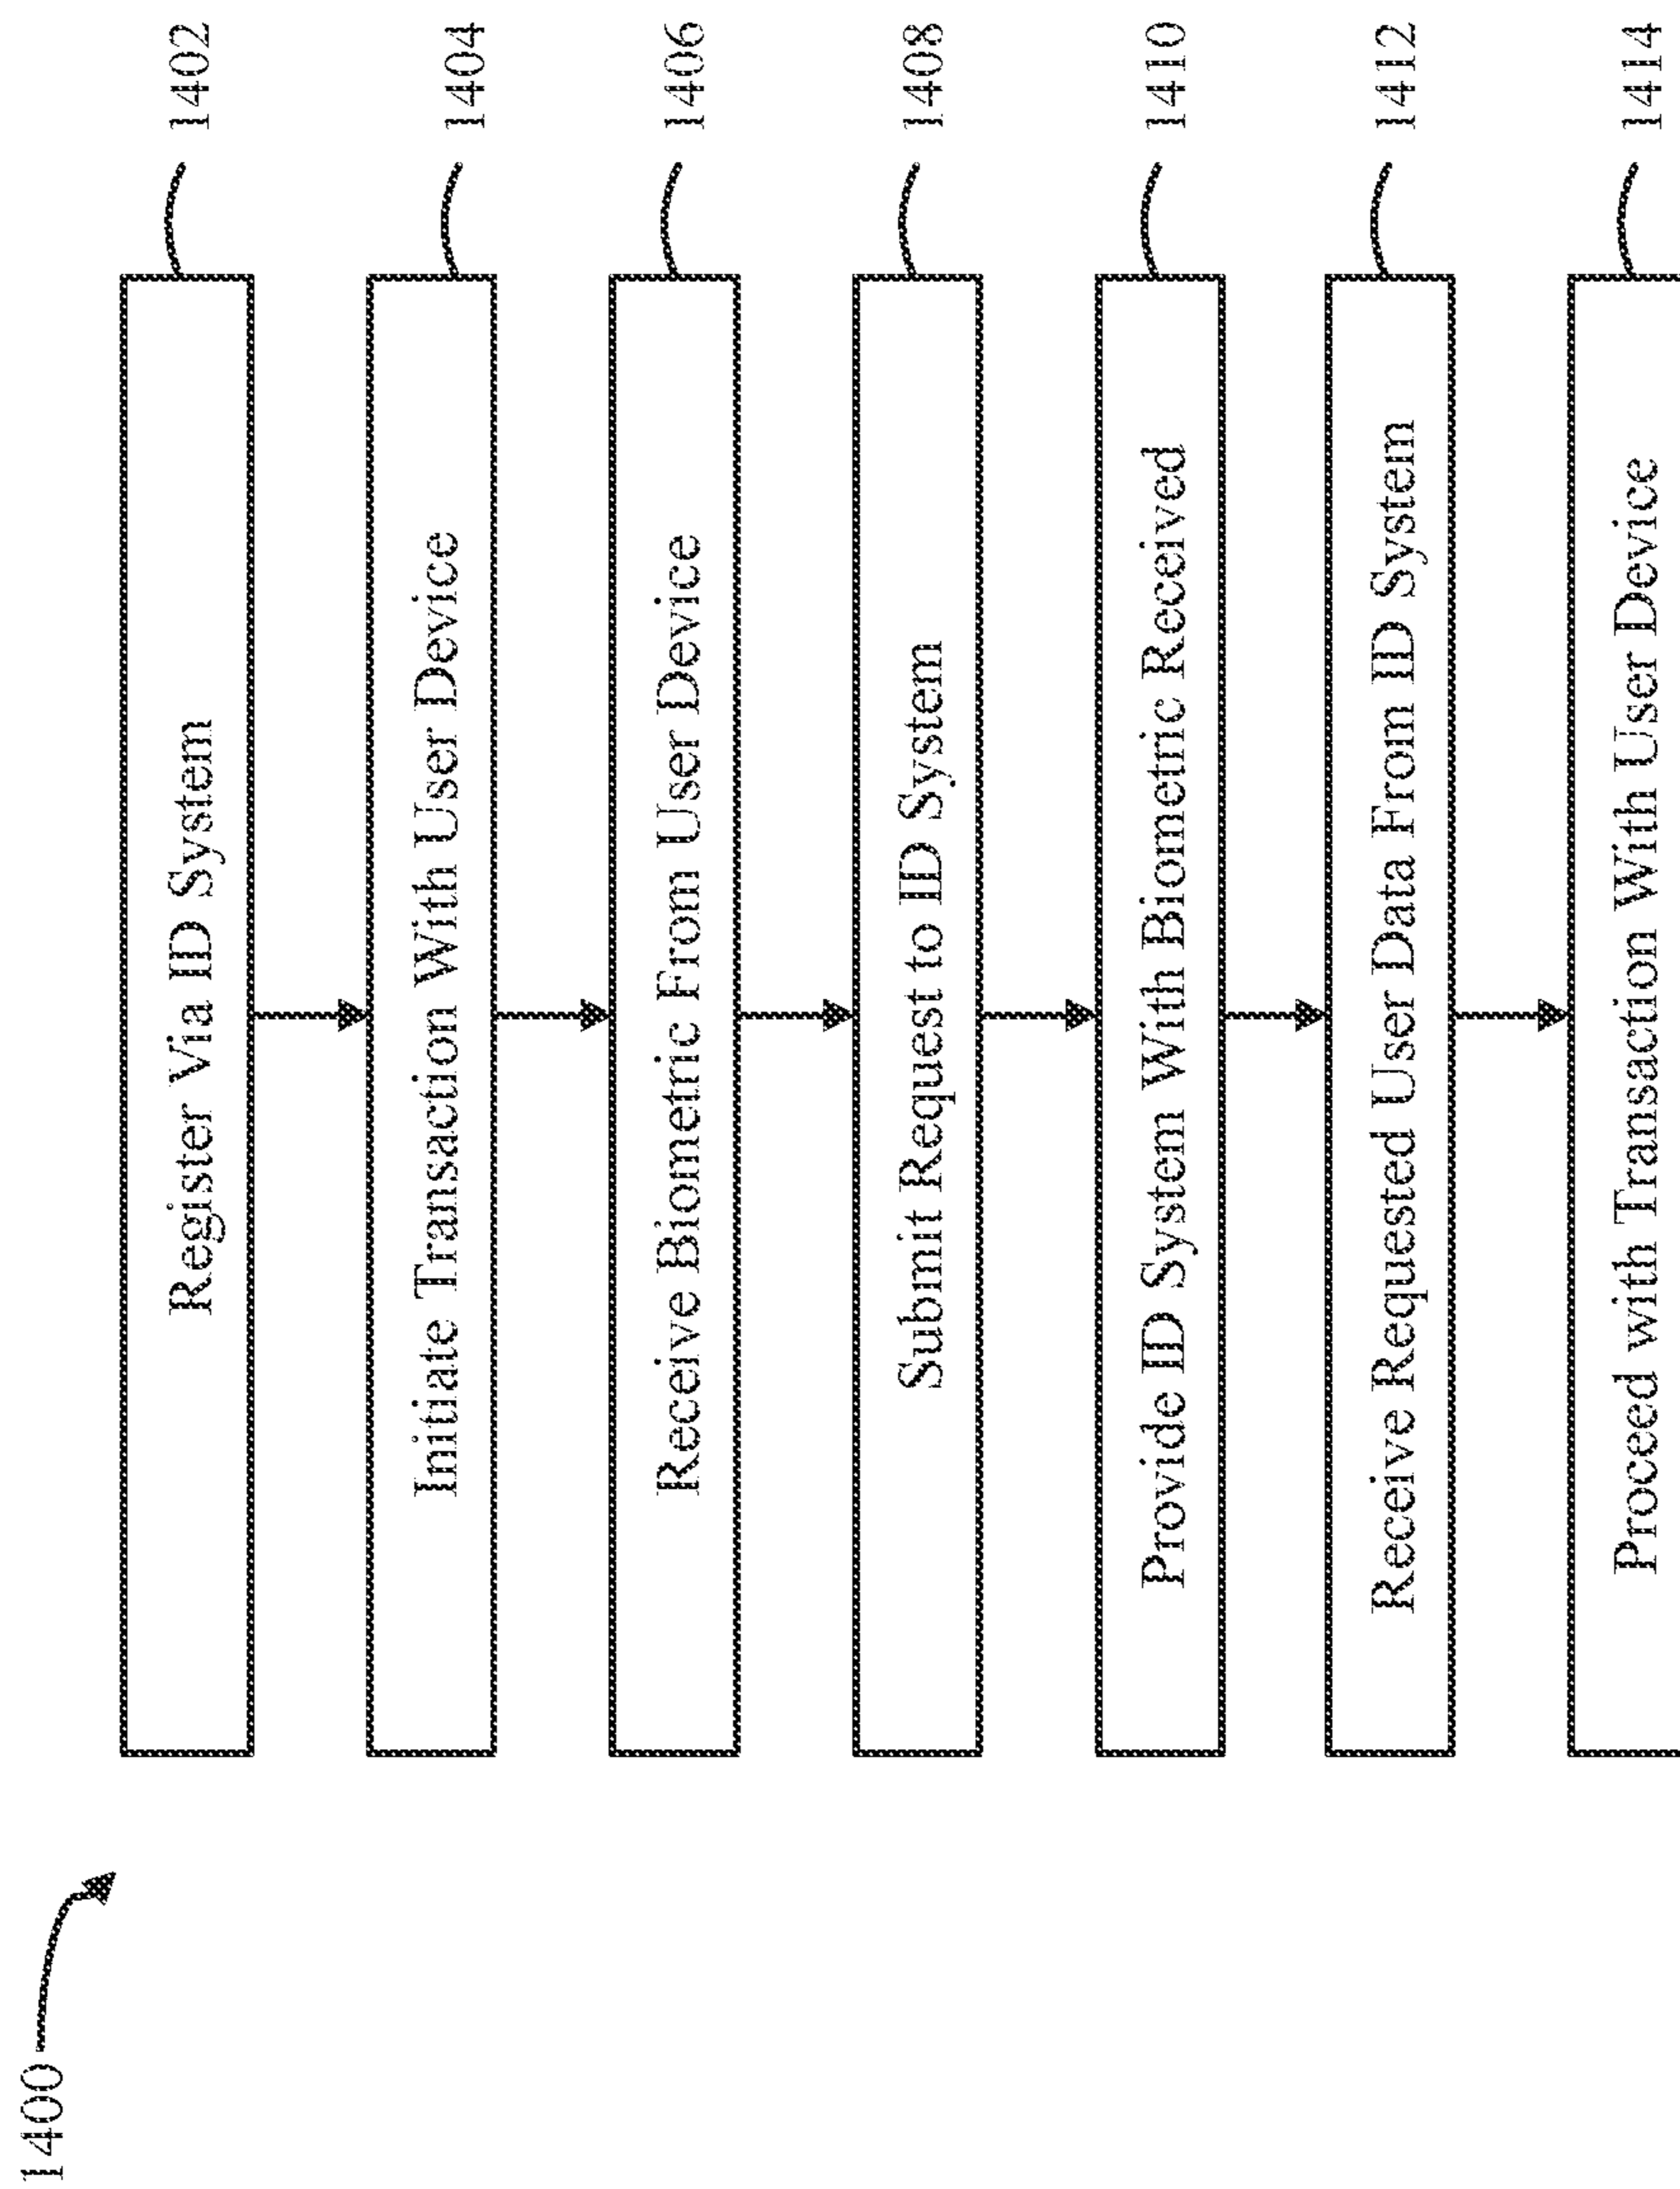 1400
Register Via ID System
1402
Initiate Transaction With User Device
1404
Receive Biometric From User Device
1406
Submit Request to ID System
1408
Provide ID System With Biometric Received
1410
Receive Requested User Data From ID System
1412
Proceed with Transaction With User Device
1414